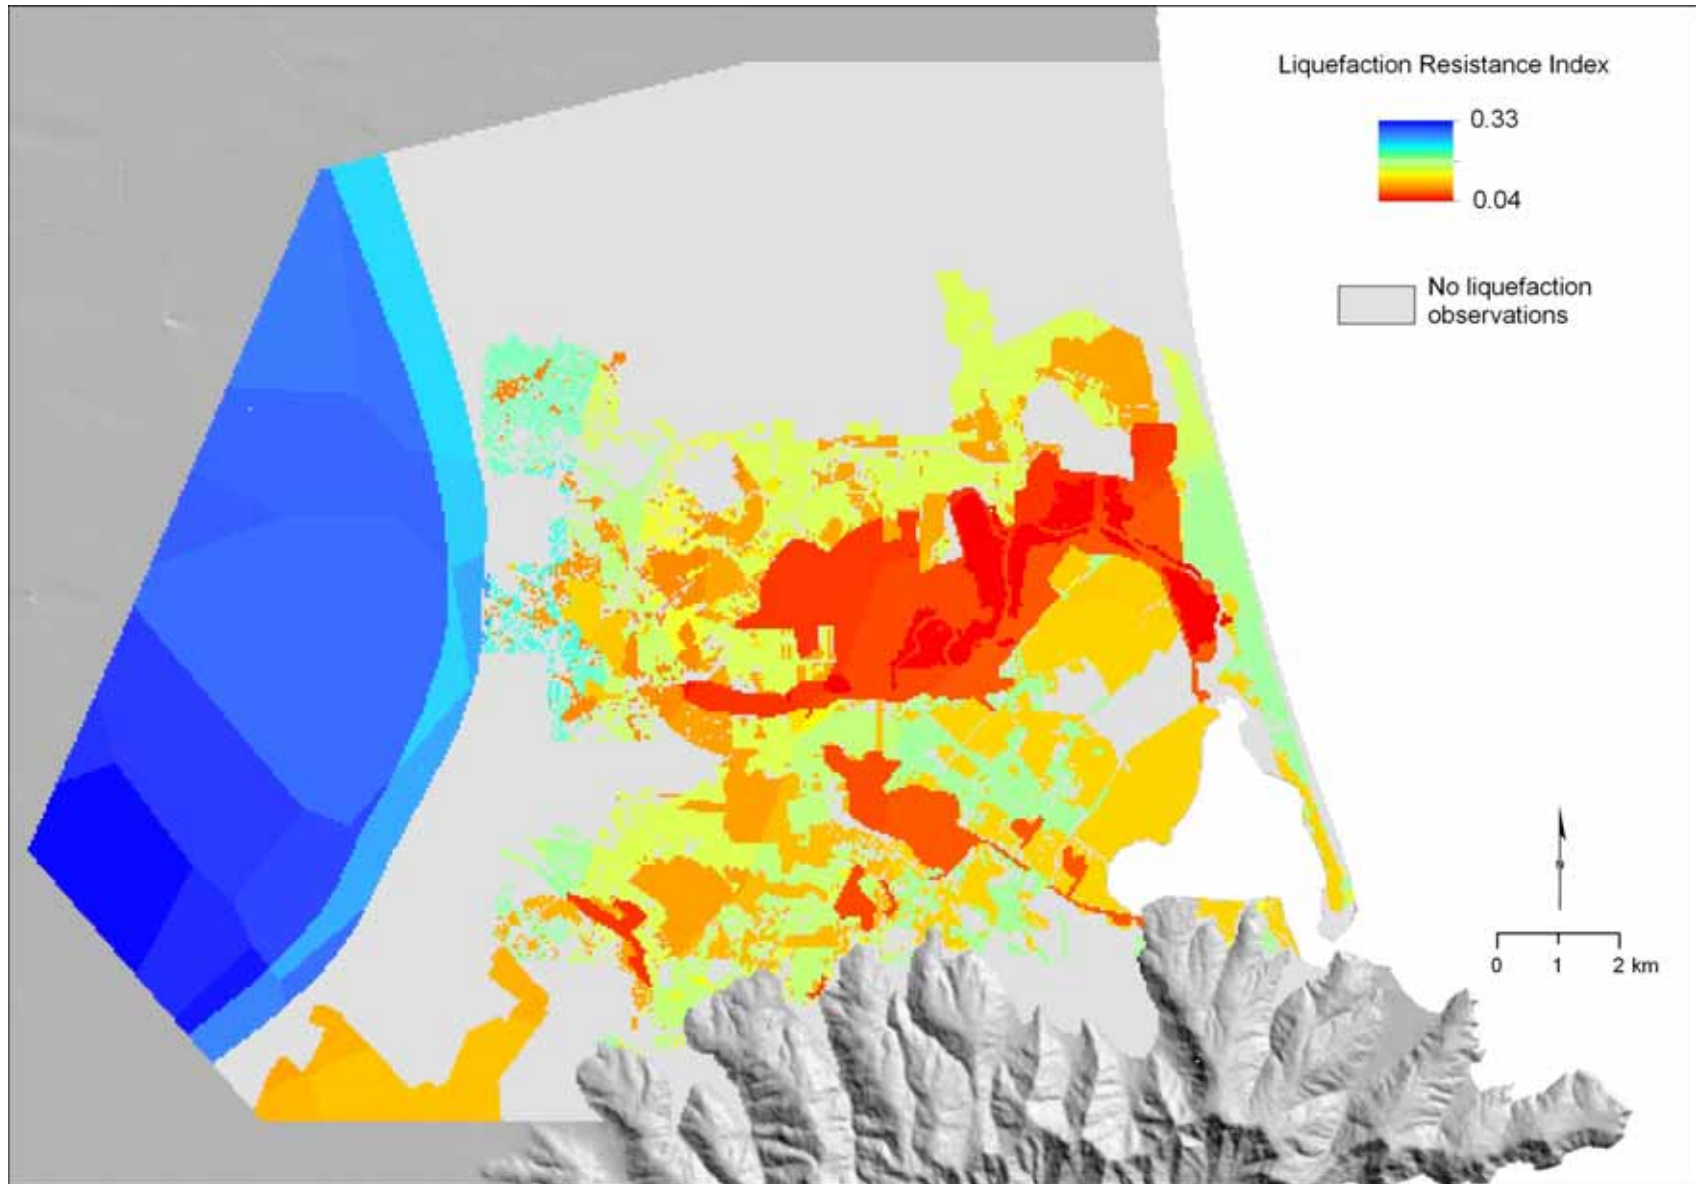 Liquefaction Resistance Index
0.33
0.04
No liquefaction
observations
0 1 2 km